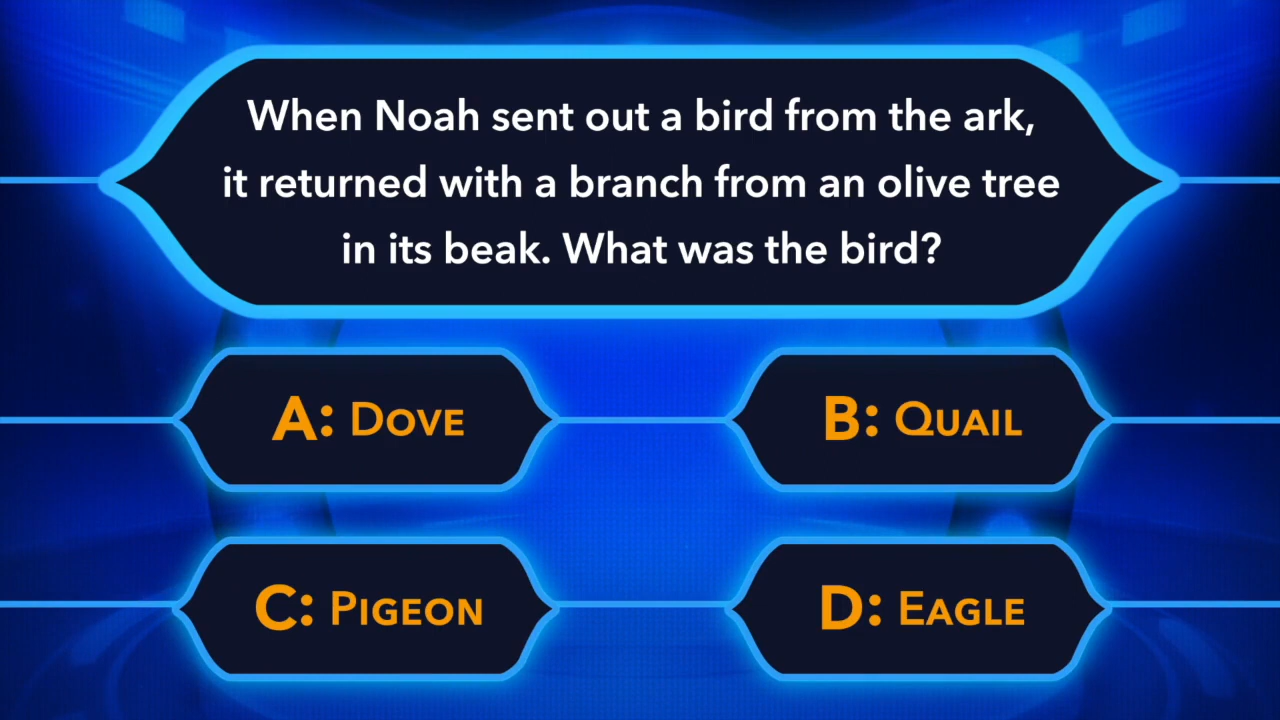 When Noah sent out a bird from the ark,
it returned with a branch from an olive tree
in its beak. What was the bird?
A: Dove
B: Quail
C: Pigeon
D: Eagle